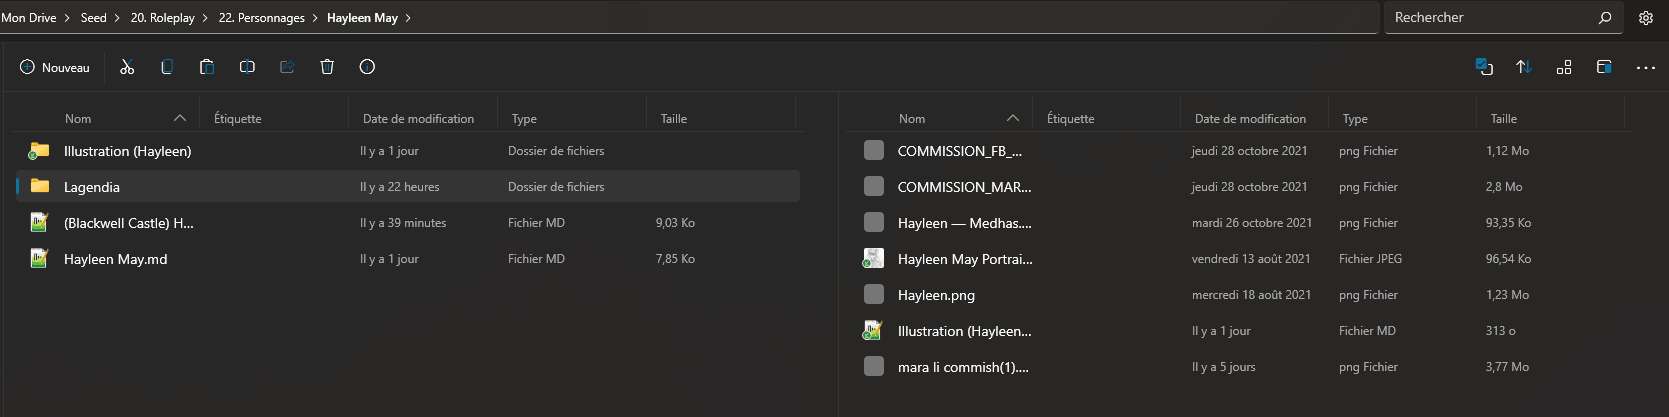 Mon Drive > Seed > 20. Roleplay > 22. Personnages > Hayleen May >
Rechercher
Nouveau
Nom Étiquette Date de modification Type Taille
Illustration (Hayleen) Il y a 1 jour Dossier de fichiers
Lagendia Il y a 22 heures Dossier de fichiers
(Blackwell Castle) H... Il y a 39 minutes Fichier MD 9,03 Ko
Hayleen May.md Il y a 1 jour Fichier MD 7,85 Ko
Nom Étiquette Date de modification Type Taille
COMMISSION_FB_... jeudi 28 octobre 2021 png Fichier 1,12 Mo
COMMISSION_MAR... jeudi 28 octobre 2021 png Fichier 2,8 Mo
Hayleen — Medhas.... mardi 26 octobre 2021 png Fichier 93,35 Ko
Hayleen May Portrai... vendredi 13 août 2021 Fichier JPEG 96,54 Ko
Hayleen.png mercredi 18 août 2021 png Fichier 1,23 Mo
Illustration (Hayleen... Il y a 1 jour Fichier MD 313 o
mara li commish(1).... Il y a 5 jours png Fichier 3,77 Mo